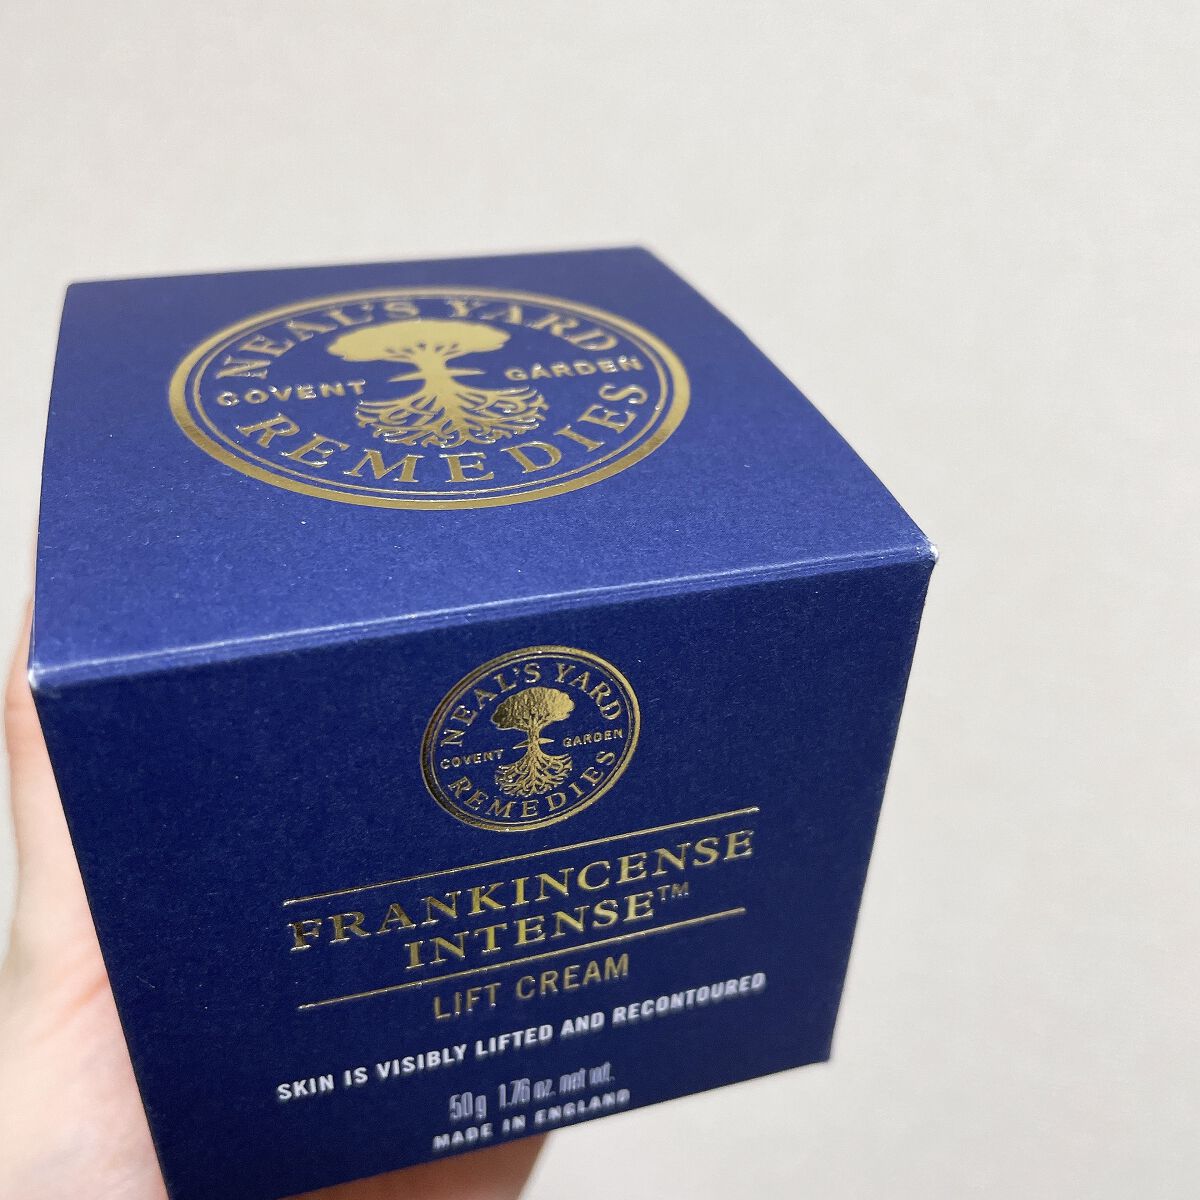 NEAL'S YARD
COVENT GARDEN
REMEDIES
NEAL'S YARD
COVENT GARDEN
REMEDIES
FRANKINCENSE
INTENSE™
LIFT CREAM
SKIN IS VISIBLY LIFTED AND RECONTOURED
50g 1.76 oz. net wt.
MADE IN ENGLAND